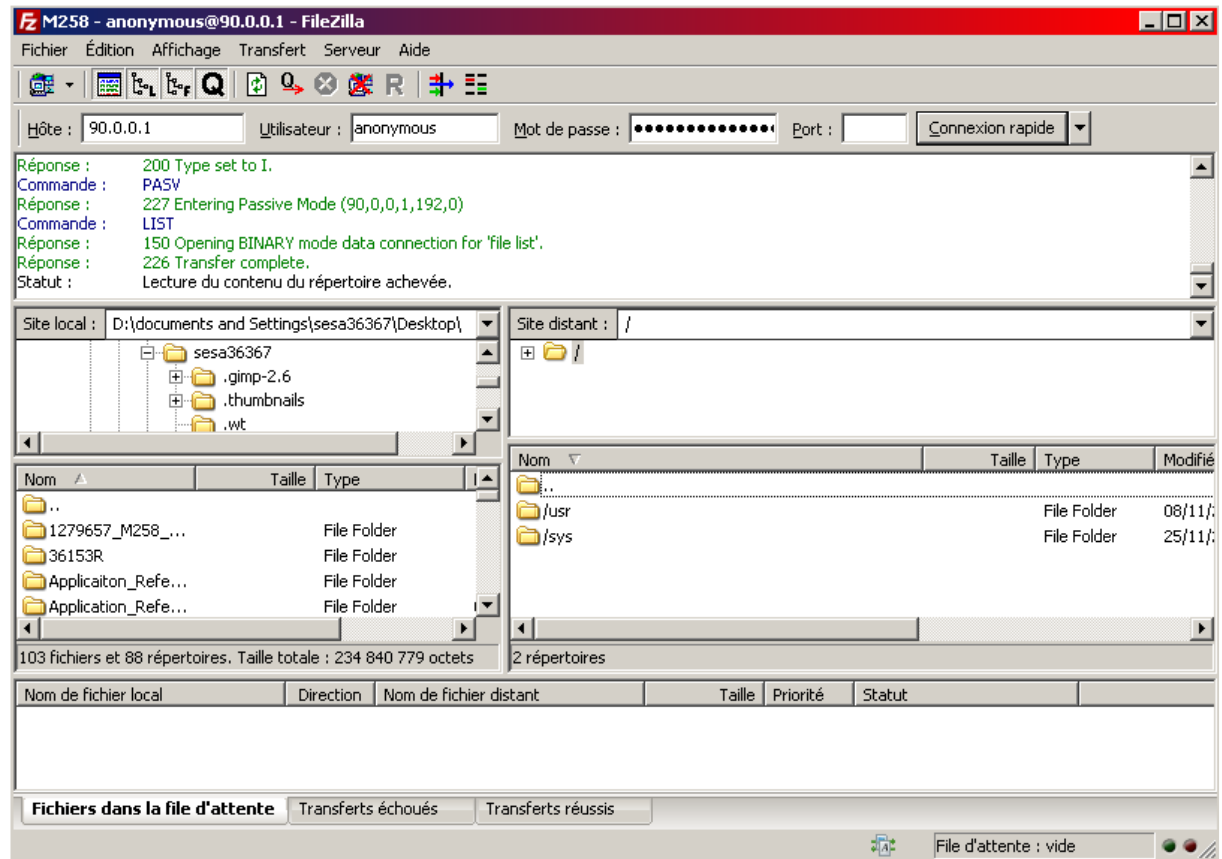 M258 - anonymous@90.0.0.1 - FileZilla
Fichier Édition Affichage Transfert Serveur Aide
Hôte : 90.0.0.1 Utilisateur : anonymous Mot de passe : ●●●●●●●●●●●●●● Port : Connexion rapide
Réponse : 200 Type set to I.
Commande : PASV
Réponse : 227 Entering Passive Mode (90,0,0,1,192,0)
Commande : LIST
Réponse : 150 Opening BINARY mode data connection for 'file list'.
Réponse : 226 Transfer complete.
Statut : Lecture du contenu du répertoire achevée.
Site local : D:\documents and Settings\sesa36367\Desktop\
sesa36367
.gimp-2.6
.thumbnails
.wt
Nom Taille Type
..
1279657_M258_... File Folder
36153R File Folder
Applicaiton_Refe... File Folder
Application_Refe... File Folder
103 fichiers et 88 répertoires. Taille totale : 234 840 779 octets
Site distant : /
/
Nom Taille Type Modifié
..
/usr File Folder 08/11/
/sys File Folder 25/11/
2 répertoires
Nom de fichier local Direction Nom de fichier distant Taille Priorité Statut
Fichiers dans la file d'attente Transferts échoués Transferts réussis
File d'attente : vide